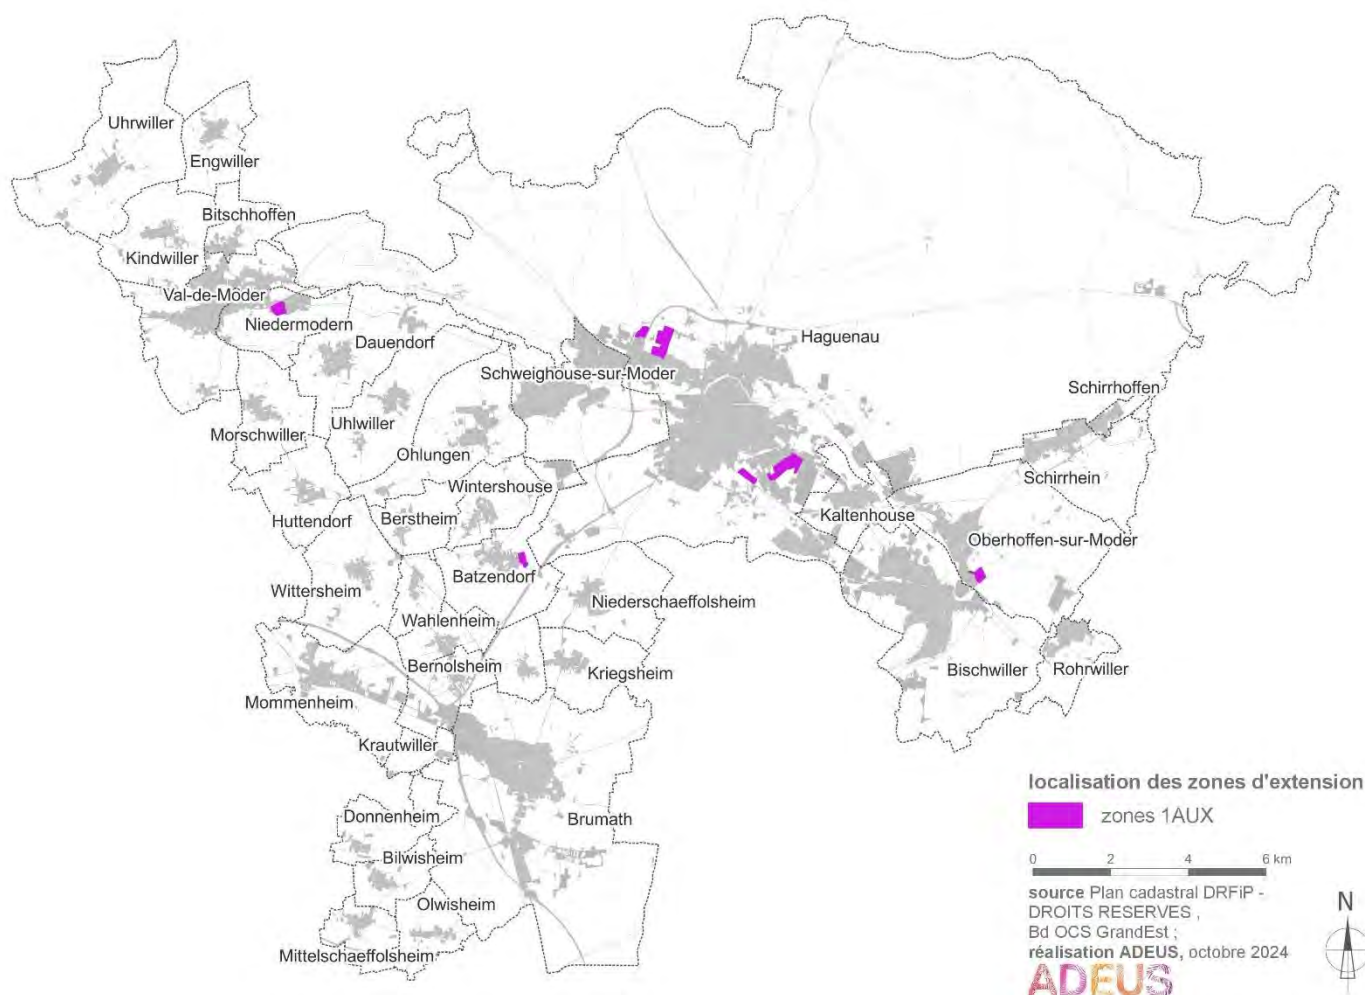 Uhrwiller
Engwiller
Bitschhoffen
Kindwiller
Val-de-Moder
Niedermodern
Dauendorf
Haguenau
Schweighouse-sur-Moder
Schirrhoffen
Morschwiller
Uhlwiller
Ohlungen
Schirrhein
Wintershouse
Huttendorf
Berstheim
Kaltenhouse
Oberhoffen-sur-Moder
Batzendorf
Wittersheim
Niederschaeffolsheim
Wahlenheim
Bernolsheim
Kriegsheim
Bischwiller
Rohrwiller
Mommenheim
Krautwiller
Donnenheim
Brumath
Bilwisheim
Olwisheim
Mittelschaeffolsheim
localisation des zones d'extension
zones 1AUX
0 2 4 6 km
source Plan cadastral DRFiP -
DROITS RESERVES ,
Bd OCS GrandEst ;
réalisation ADEUS, octobre 2024
N
ADEUS